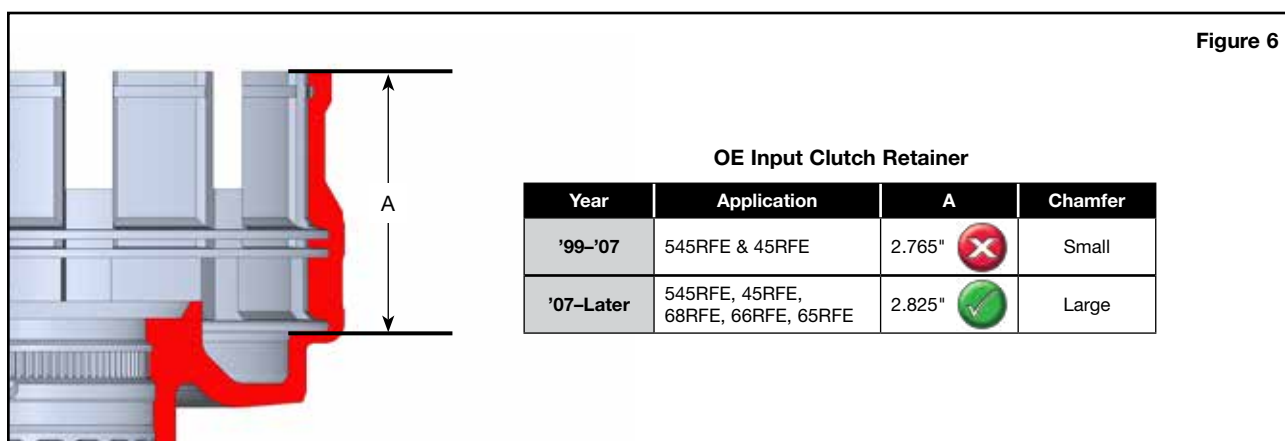 Figure 6
A
OE Input Clutch Retainer
Year Application A Chamfer
’99–’07 545RFE & 45RFE 2.765" Small
’07–Later 545RFE, 45RFE,
68RFE, 66RFE, 65RFE 2.825" Large